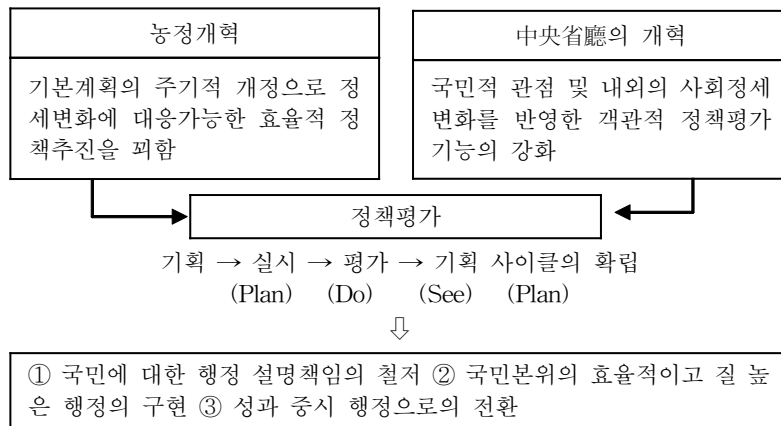 농정개혁
기본계획의 주기적 개정으로 정
세변화에 대응가능한 효율적 정
책추진을 꾀함
中央省廳의 개혁
국민적 관점 및 내외의 사회정세
변화를 반영한 객관적 정책평가
기능의 강화
정책평가
기획 → 실시 → 평가 → 기획 사이클의 확립
(Plan) (Do) (See) (Plan)
⇩
① 국민에 대한 행정 설명책임의 철저 ② 국민본위의 효율적이고 질 높
은 행정의 구현 ③ 성과 중시 행정으로의 전환